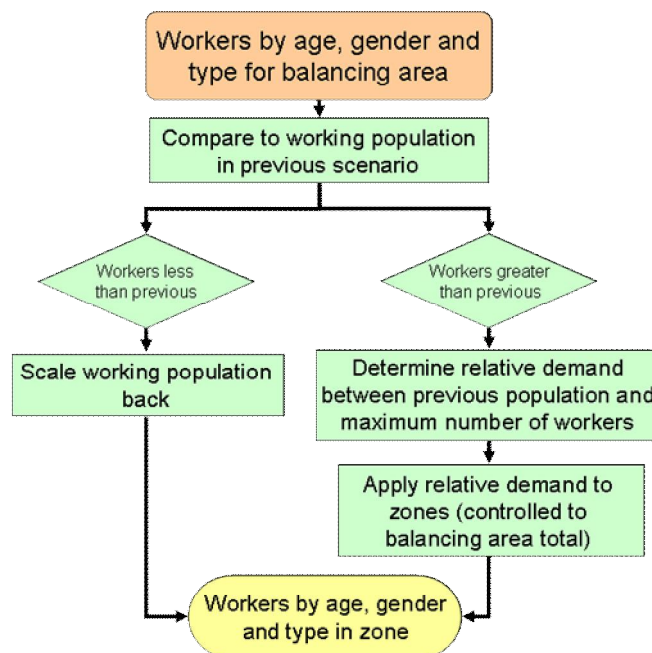 Workers by age, gender and
type for balancing area
Compare to working population
in previous scenario
Workers less
than previous
Workers greater
than previous
Scale working population
back
Determine relative demand
between previous population and
maximum number of workers
Apply relative demand to
zones (controlled to
balancing area total)
Workers by age, gender
and type in zone